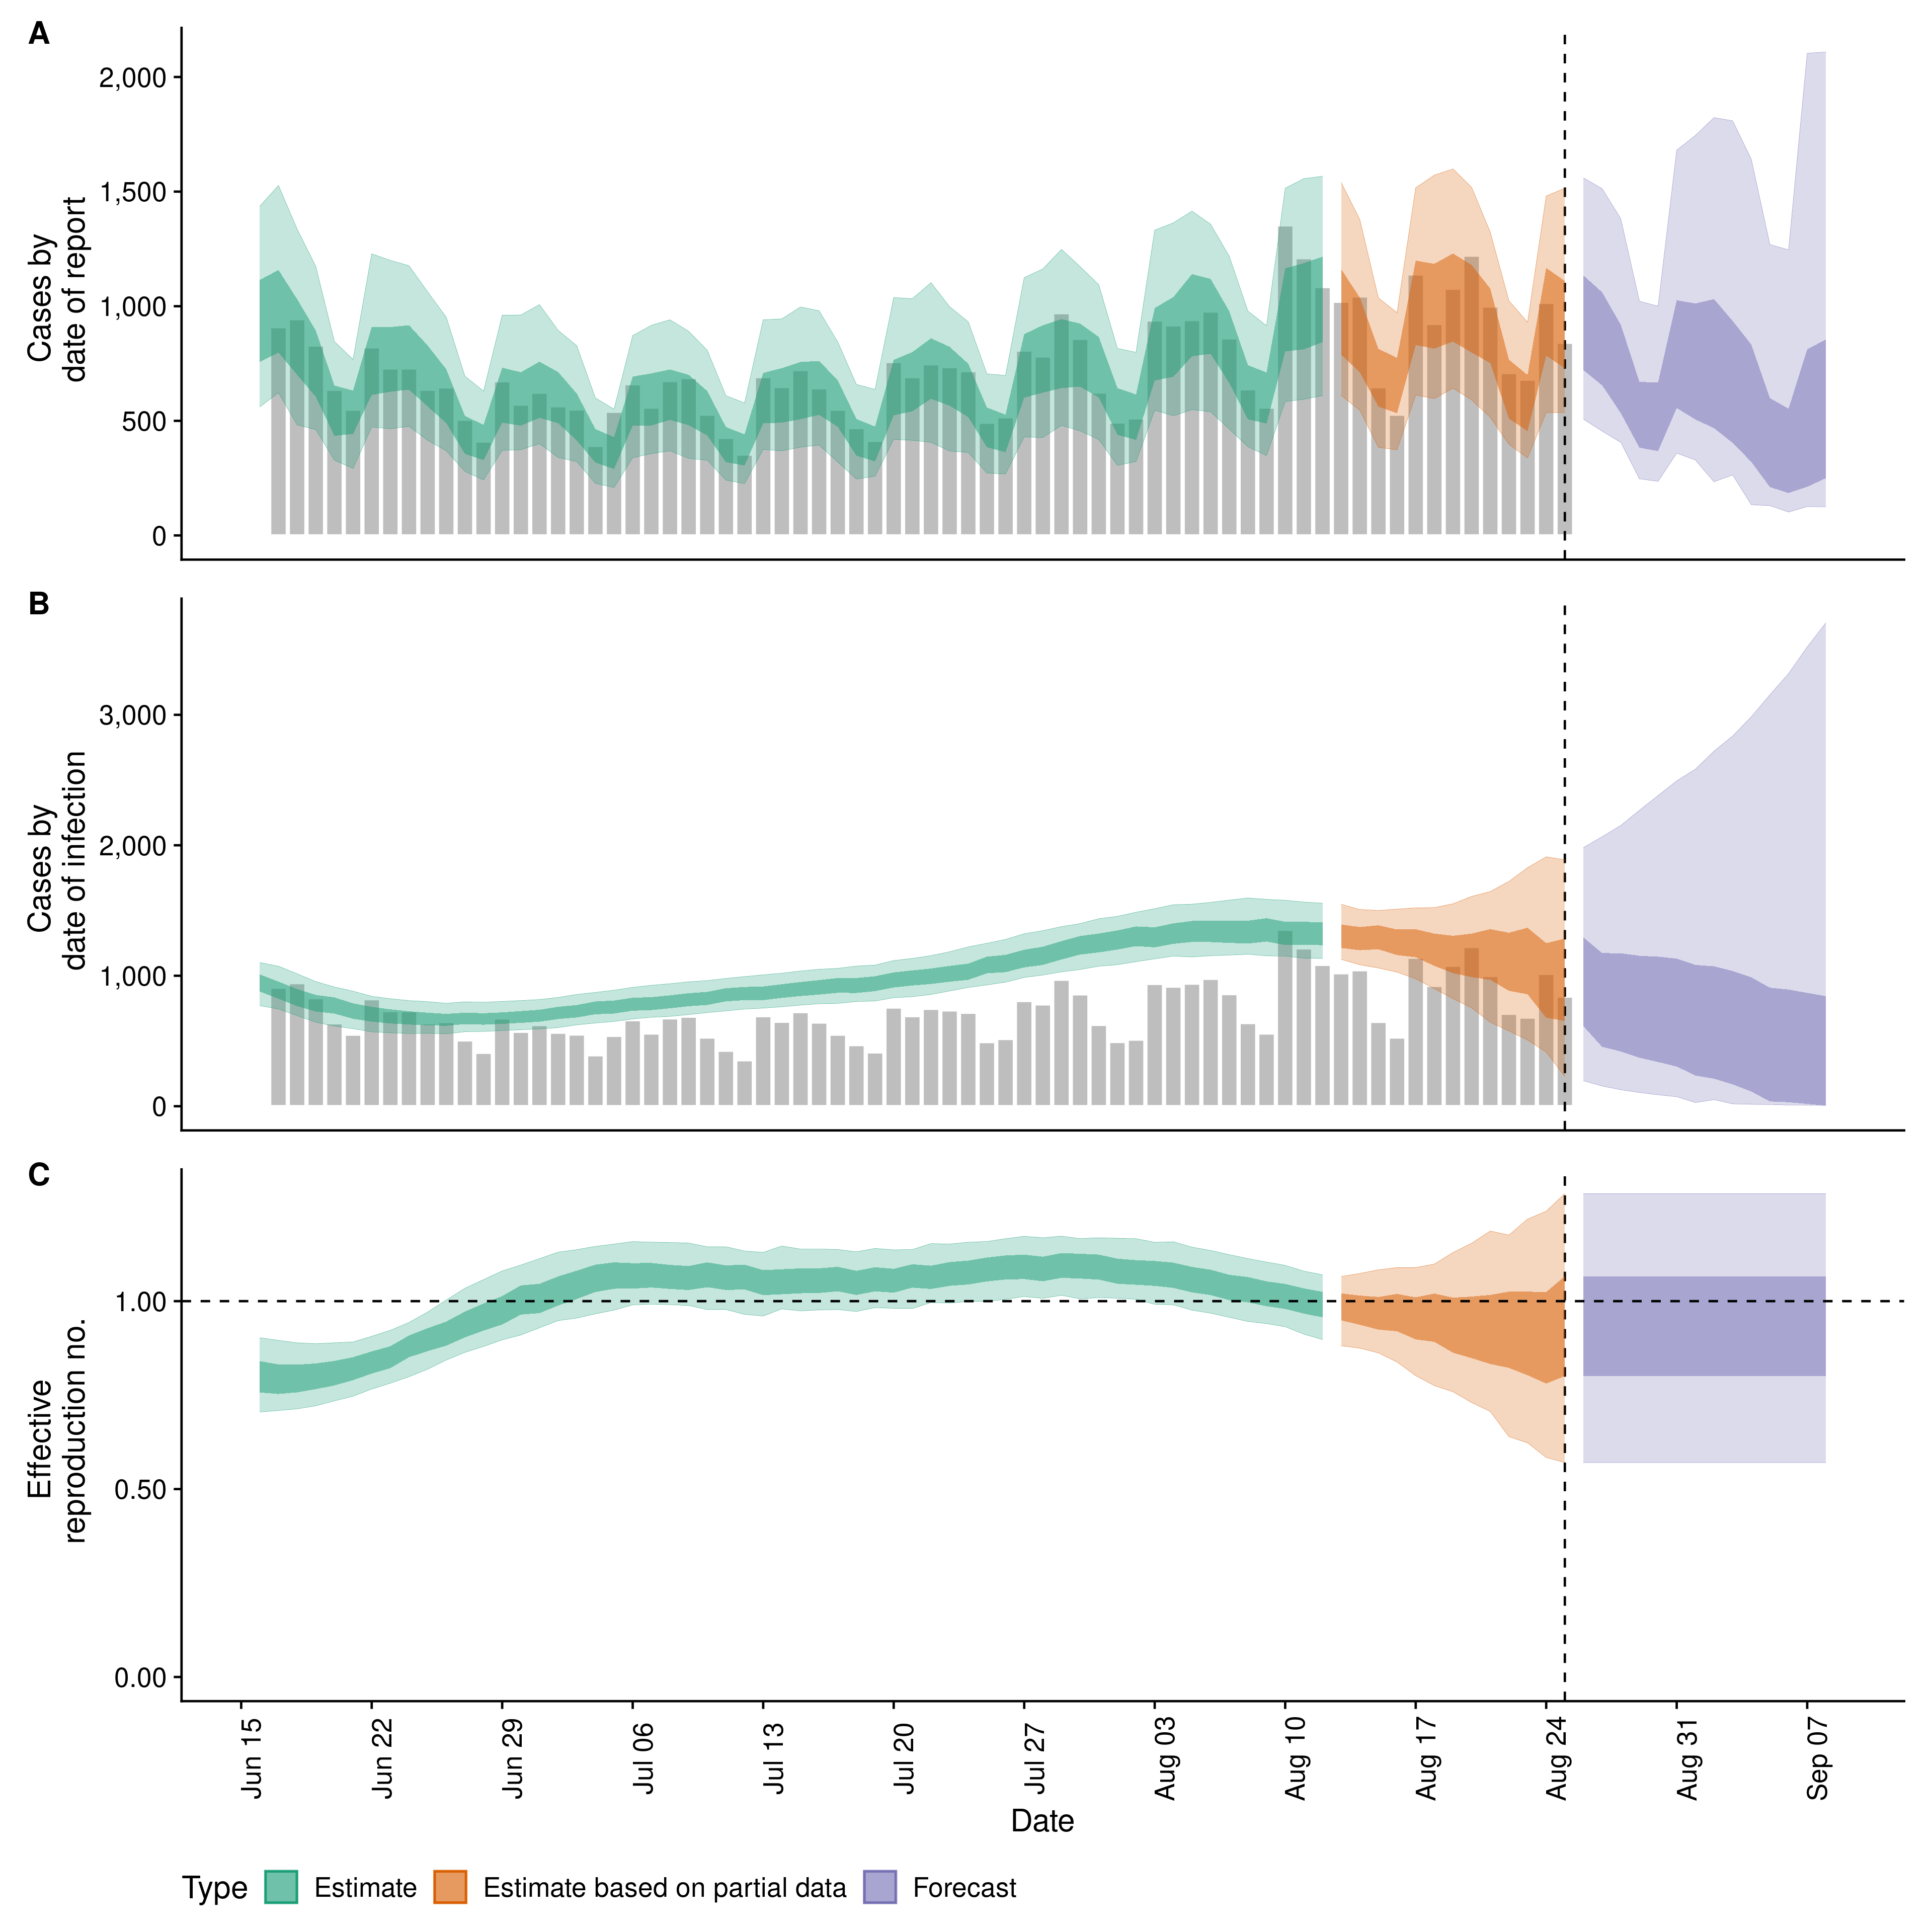 A
2,000
1,500
1,000
500
0
Cases by
date of report
B
3,000
2,000
1,000
0
Cases by
date of infection
C
1.00
0.50
0.00
Effective
reproduction no.
Jun 15
Jun 22
Jun 29
Jul 06
Jul 13
Jul 20
Jul 27
Aug 03
Aug 10
Aug 17
Aug 24
Aug 31
Sep 07
Date
Type Estimate Estimate based on partial data Forecast